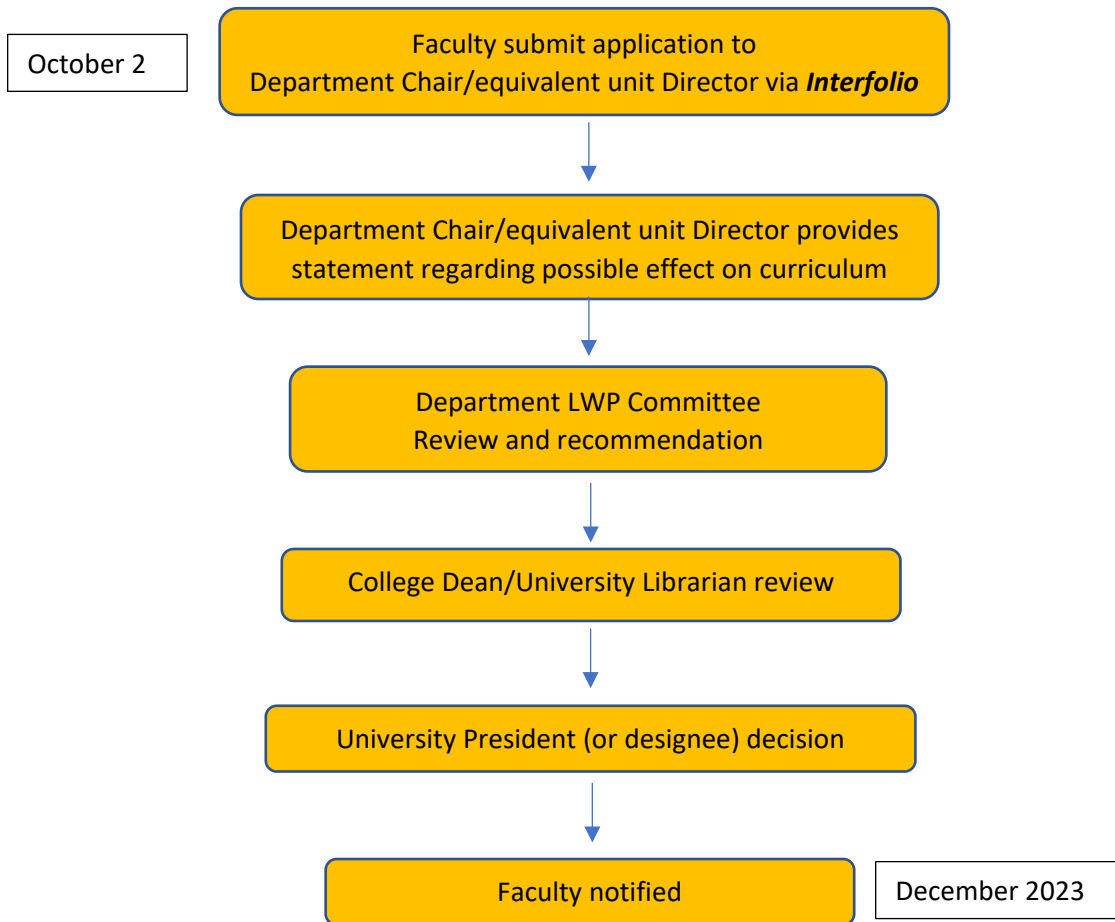 October 2
Faculty submit application to
Department Chair/equivalent unit Director via Interfolio
Department Chair/equivalent unit Director provides
statement regarding possible effect on curriculum
Department LWP Committee
Review and recommendation
College Dean/University Librarian review
University President (or designee) decision
Faculty notified
December 2023